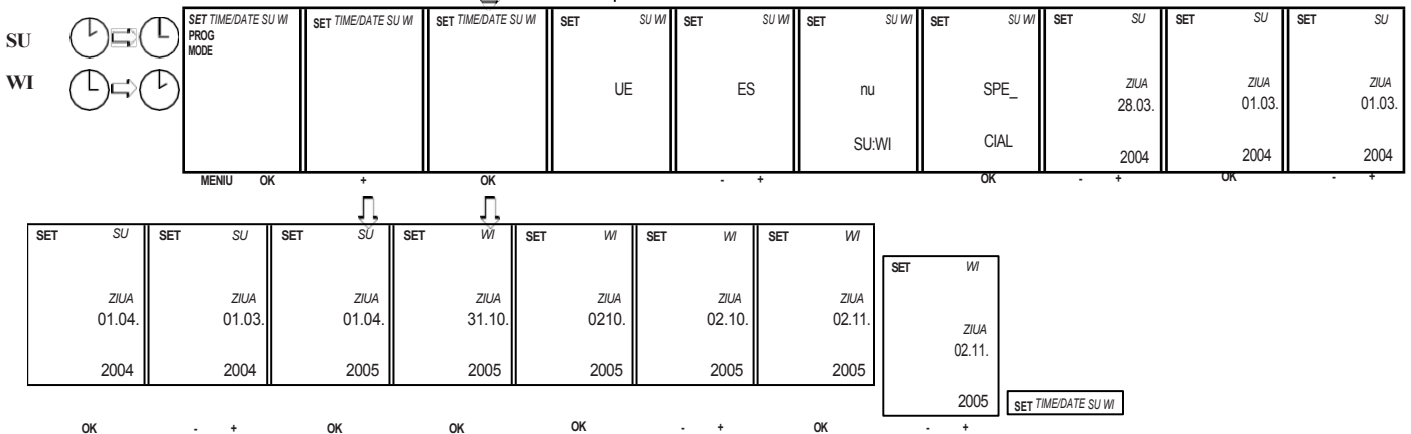 SET TIME/DATE SU WI SET TIME/DATE SU WI SET TIME/DATE SU WI SET SU WI SET SU WI SET SU WI SET SU WI SET SU SET SU SET SU
PROG
MODE
SU
WI
UE ES nu SPE_ ZIUA ZIUA ZIUA
28.03. 01.03. 01.03.
SU:WI CIAL 2004 2004 2004
MENIU OK + OK - + OK - + OK - +
SET SU SET SU SET SU SET WI SET WI SET WI SET WI
SET WI
ZIUA ZIUA ZIUA ZIUA ZIUA ZIUA ZIUA
01.04. 01.03. 01.04. 31.10. 0210. 02.10. 02.11.
ZIUA
02.11.
2004 2004 2005 2005 2005 2005 2005
2005 SET TIME/DATE SU WI
OK - + OK OK OK - + OK - +